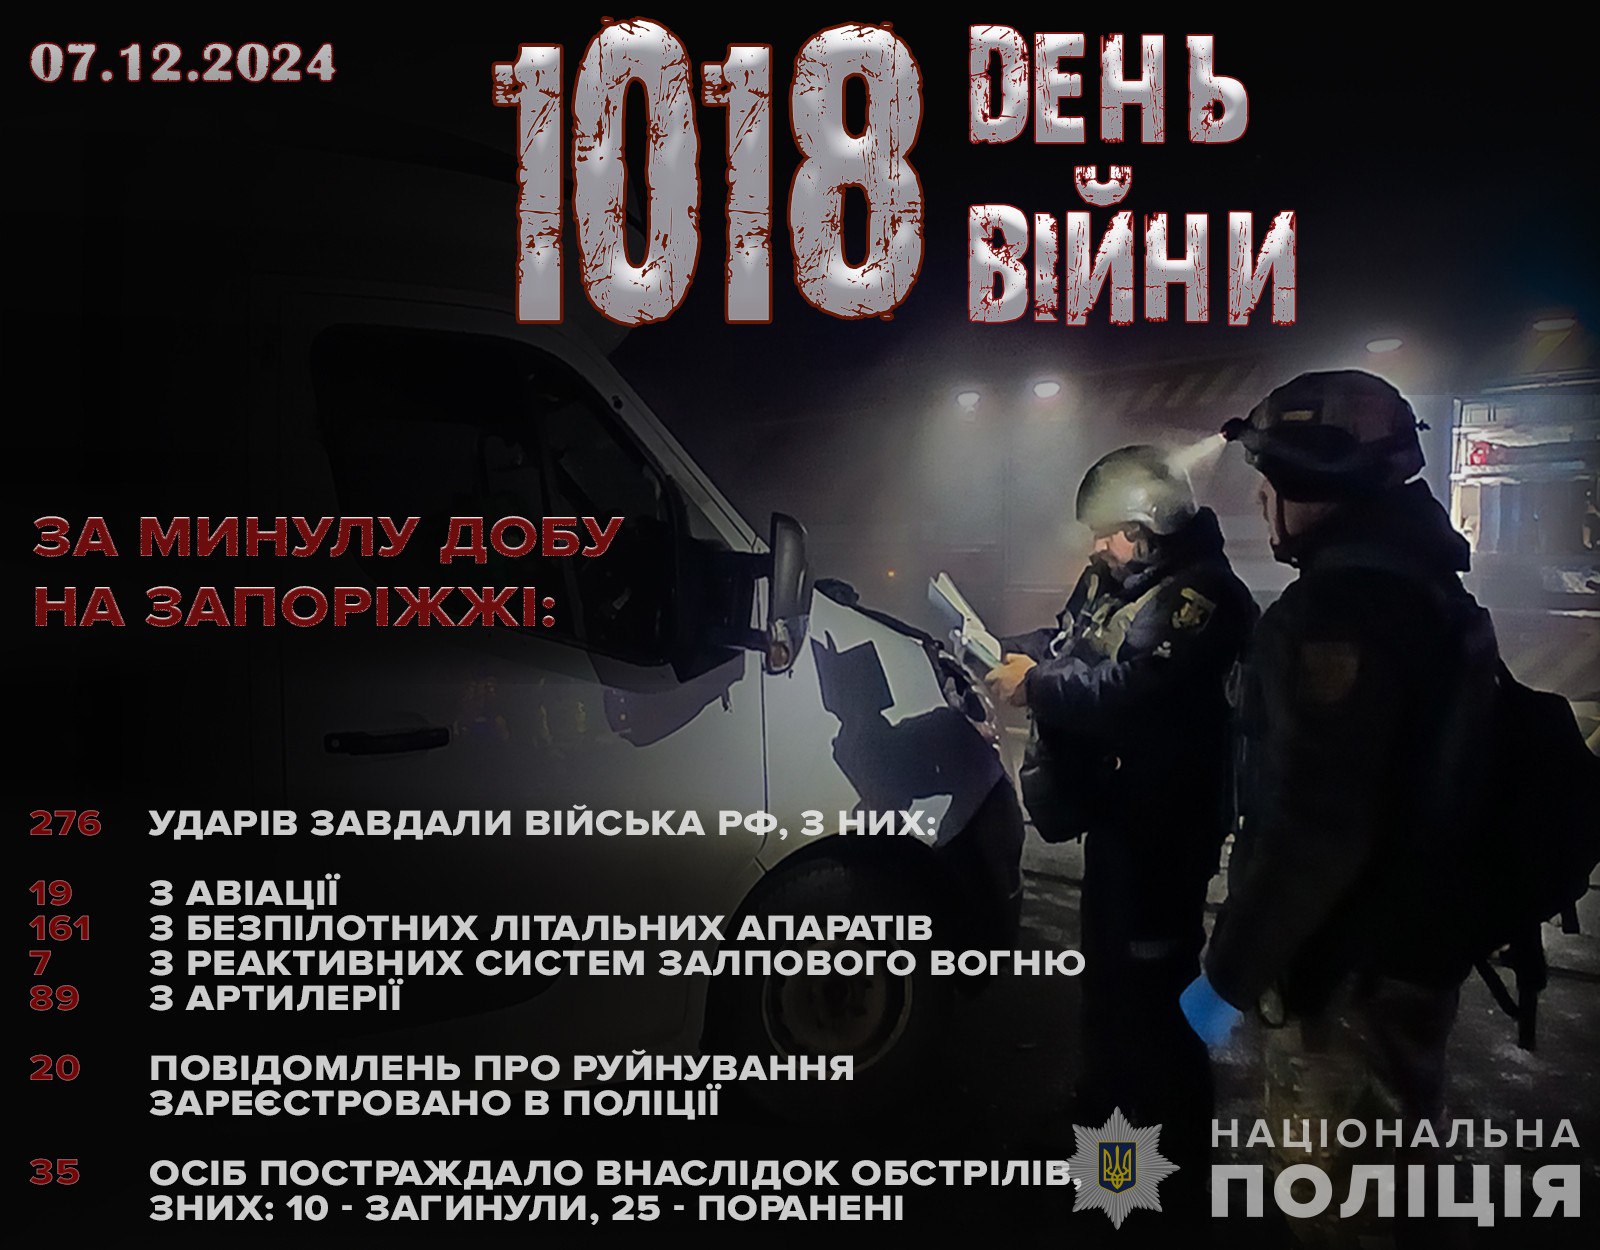 07.12.2024
1018
ДЕНЬ
ВІЙНИ
ЗА МИНУЛУ ДОБУ
НА ЗАПОРІЖЖІ:
276 УДАРІВ ЗАВДАЛИ ВІЙСЬКА РФ, З НИХ:
19 З АВІАЦІЇ
161 З БЕЗПІЛОТНИХ ЛІТАЛЬНИХ АПАРАТІВ
7 З РЕАКТИВНИХ СИСТЕМ ЗАЛПОВОГО ВОГНЮ
89 З АРТИЛЕРІЇ
20 ПОВІДОМЛЕНЬ ПРО РУЙНУВАННЯ
ЗАРЕЄСТРОВАНО В ПОЛІЦІЇ
35 ОСІБ ПОСТРАЖДАЛО ВНАСЛІДОК ОБСТРІЛІВ,
ЗНИХ: 10 - ЗАГИНУЛИ, 25 - ПОРАНЕНІ
НАЦІОНАЛЬНА
ПОЛІЦІЯ